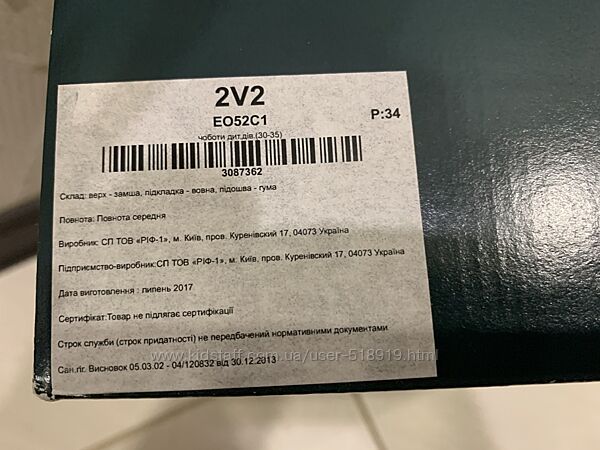 2V2
EO52C1
P:34
чоботи дит.дів.(30-35)
3087362
Склад: верх - замша, підкладка - вовна, підошва - гума
Повнота: Повнота середня
Виробник: СП ТОВ «РІФ-1», м. Київ, пров. Куренівский 17, 04073 Україна
Підприємство-виробник:СП ТОВ «РІФ-1», м. Київ, пров. Куренівский 17, 04073 Україна
Дата виготовлення : липень 2017
Сертифікат:Товар не підлягає сертифікації
Строк служби (строк придатності) не передбачений нормативними документами
www.kidstaff.com.ua/user-518919.html
Сан.гіг. Висновок 05.03.02 - 04/120832 від 30.12.2013